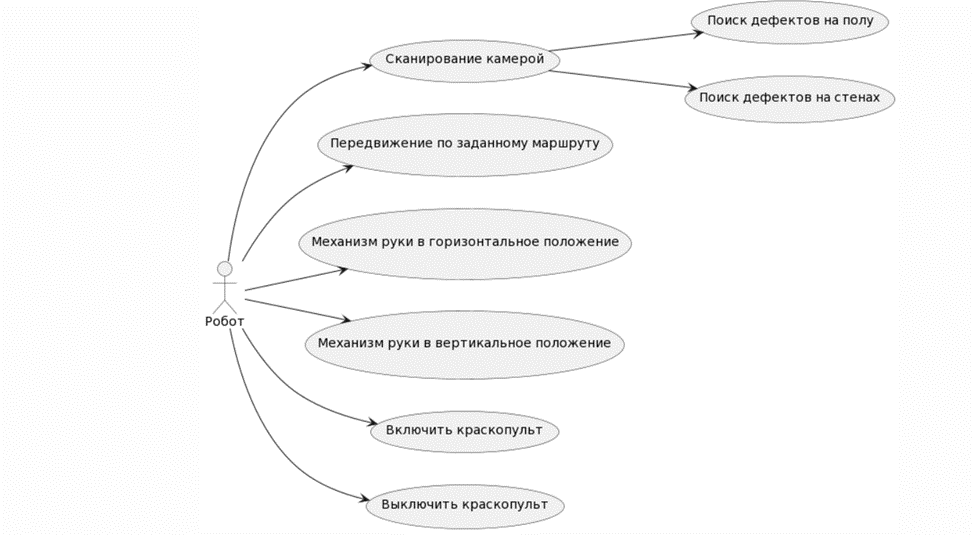 Поиск дефектов на полу
Сканирование камерой
Поиск дефектов на стенах
Передвижение по заданному маршруту
Механизм руки в горизонтальное положение
Робот
Механизм руки в вертикальное положение
Включить краскопульт
Выключить краскопульт